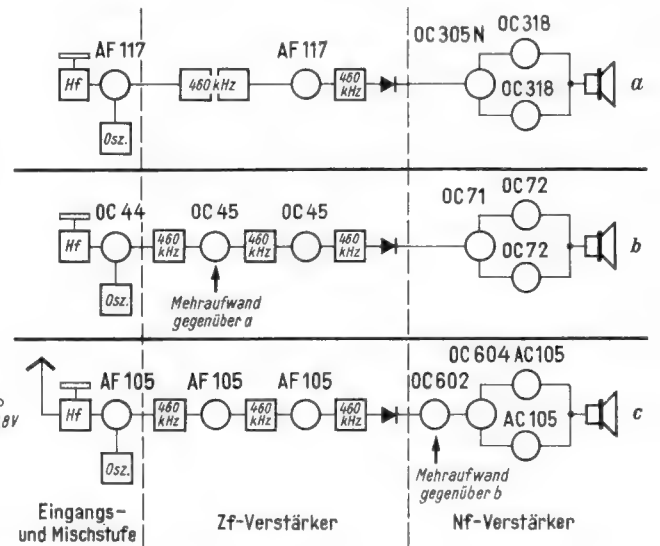 AF 117 AF 117 OC 305 N OC 318
Hf 460 kHz 460 kHz OC 318 a
Osz.
OC 44 OC 45 OC 45 OC 71 OC 72
Hf 460 kHz 460 kHz 460 kHz OC 72 b
Osz.
Mehraufwand
gegenüber a
AF 105 AF 105 AF 105 OC 602 OC 604 AC 105
Hf 460 kHz 460 kHz 460 kHz AC 105 c
8V
Osz.
Mehraufwand
gegenüber b
Eingangs-
und Mischstufe
Zf-Verstärker
Nf-Verstärker